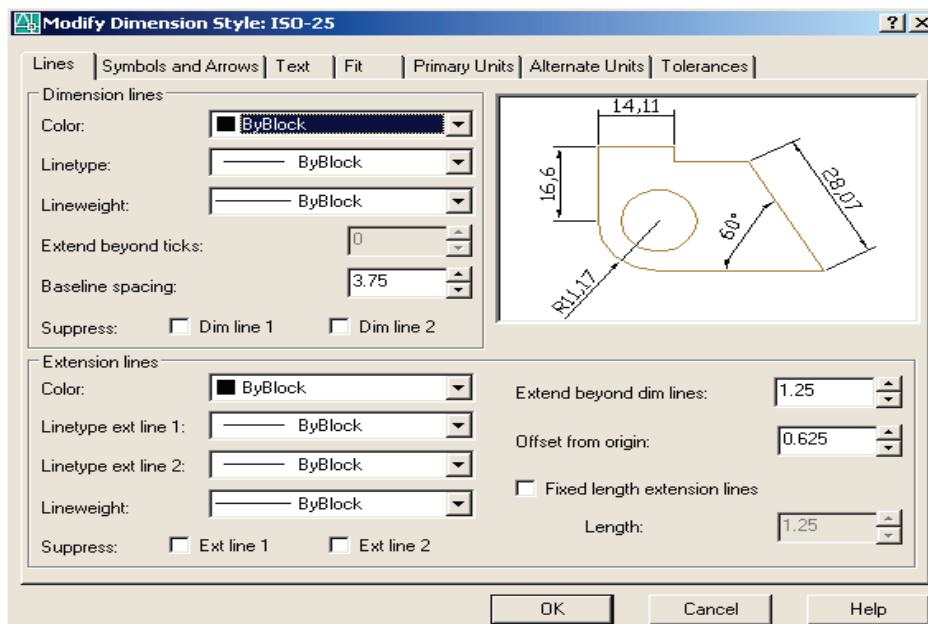 Modify Dimension Style: ISO-25
Lines
Symbols and Arrows
Text
Fit
Primary Units
Alternate Units
Tolerances
Dimension lines
Color:
ByBlock
Linetype:
ByBlock
Lineweight:
ByBlock
Extend beyond ticks:
0
Baseline spacing:
3.75
Suppress:
Dim line 1
Dim line 2
14,11
16,6
28,07
60°
R11,17
Extension lines
Color:
ByBlock
Linetype ext line 1:
ByBlock
Linetype ext line 2:
ByBlock
Lineweight:
ByBlock
Suppress:
Ext line 1
Ext line 2
Extend beyond dim lines:
1.25
Offset from origin:
0.625
Fixed length extension lines
Length:
1.25
OK
Cancel
Help